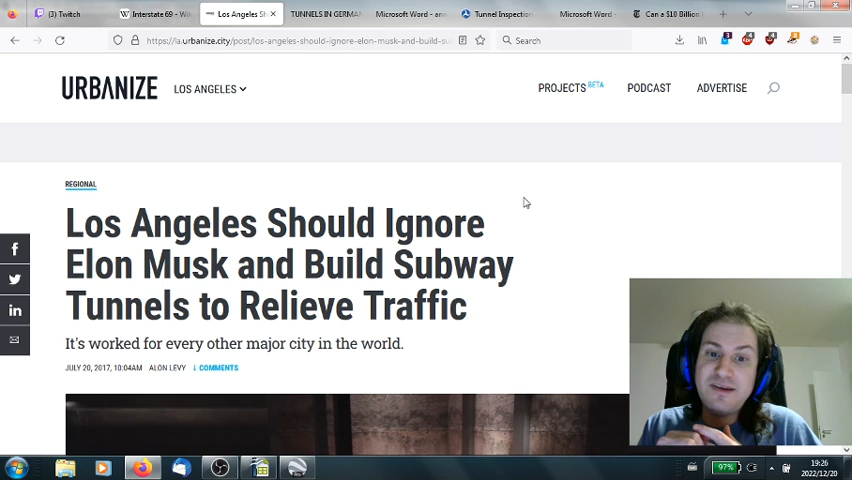 (3) Twitch
Interstate 69 - Wi
Los Angeles Sh
TUNNELS IN GERMAN
Microsoft Word - ann
Tunnel Inspection
Microsoft Word -
Can a $10 Billion
https://la.urbanize.city/post/los-angeles-should-ignore-elon-musk-and-build-su
Search
URBANIZE
LOS ANGELES
PROJECTS BETA
PODCAST
ADVERTISE
REGIONAL
Los Angeles Should Ignore
Elon Musk and Build Subway
Tunnels to Relieve Traffic
It's worked for every other major city in the world.
JULY 20, 2017, 10:04AM ALON LEVY ↓ COMMENTS
97%
19:26
2022/12/20